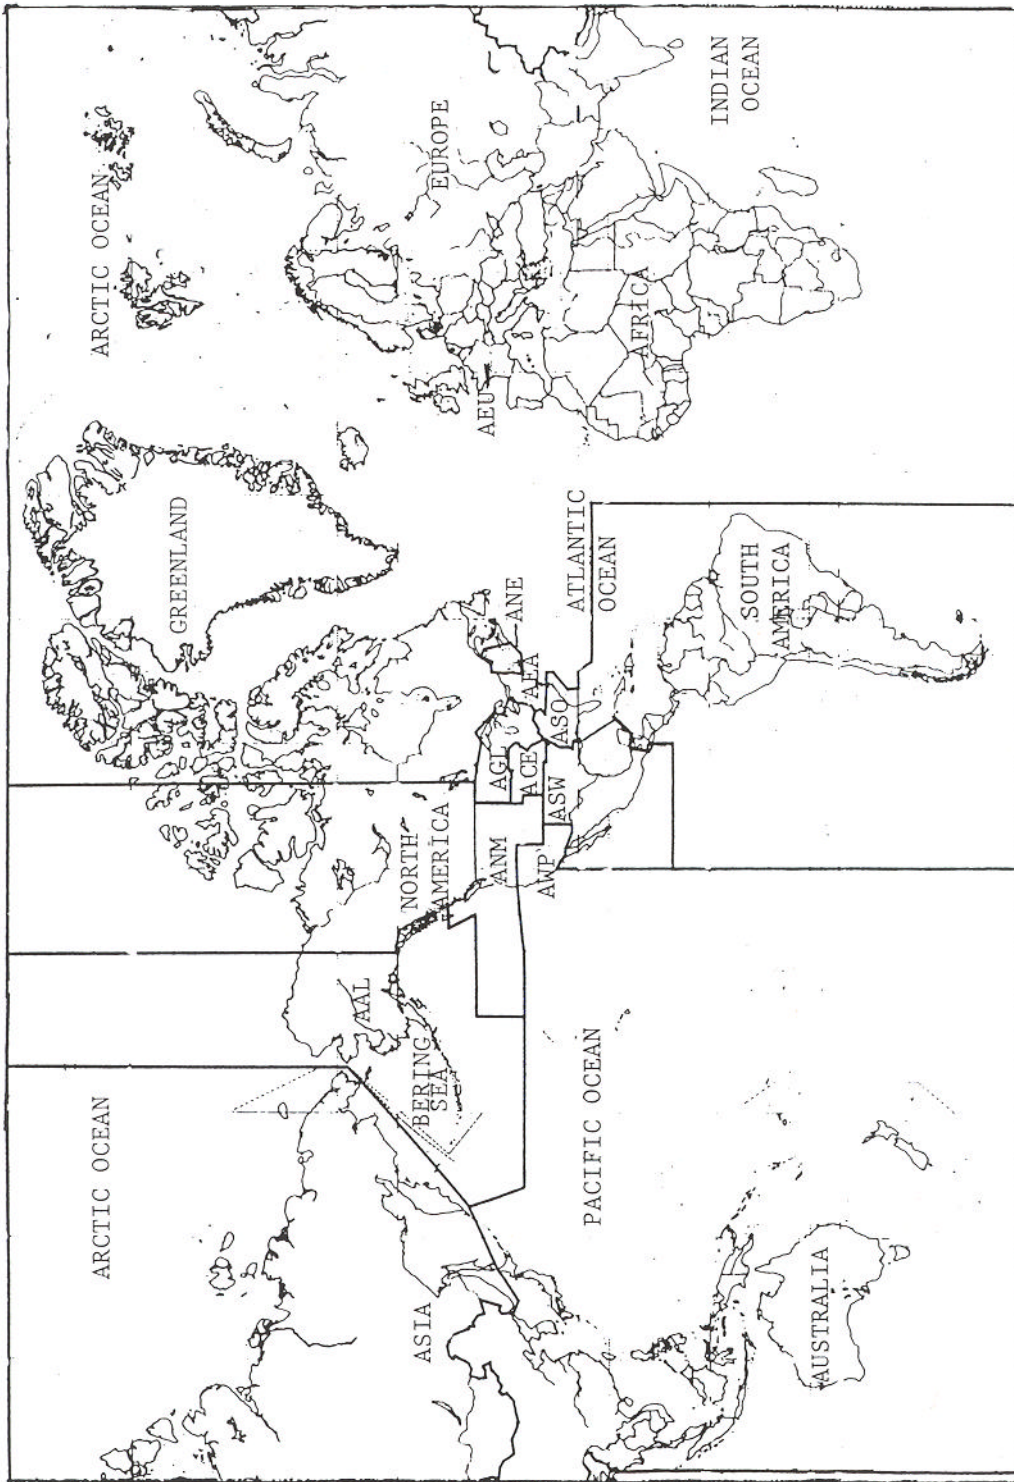 ARCTIC OCEAN
ARCTIC OCEAN
GREENLAND
EUROPE
ASIA
BERING
SEA
AAL
NORTH
AMERICA
ANM
AGL
ANE
AEU
AWP
ASW
ACE
AEA
ASO
ATLANTIC
OCEAN
AFRICA
INDIAN
OCEAN
PACIFIC OCEAN
SOUTH
AMERICA
AUSTRALIA